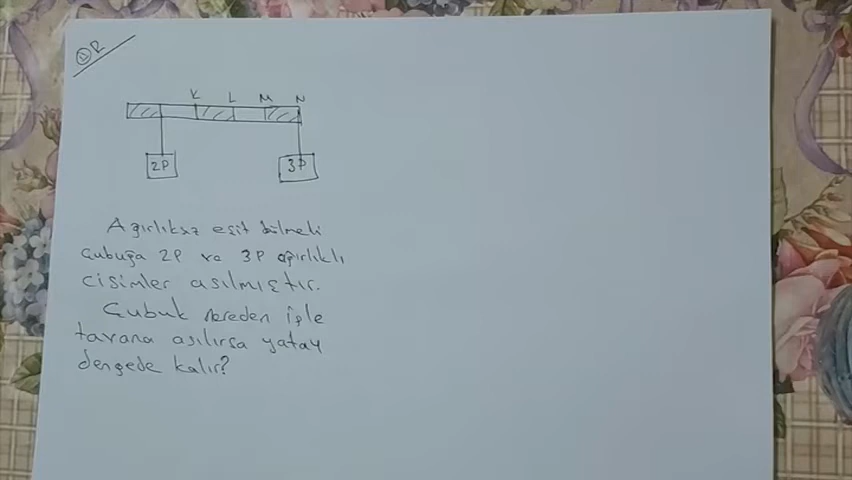 2
K L M N
2P 3P
Ağırlıksız eşit bölmeli
çubuğa 2P ve 3P ağırlıklı
cisimler asılmıştır.
Çubuk nereden iple
tavana asılırsa yatay
dengede kalır?